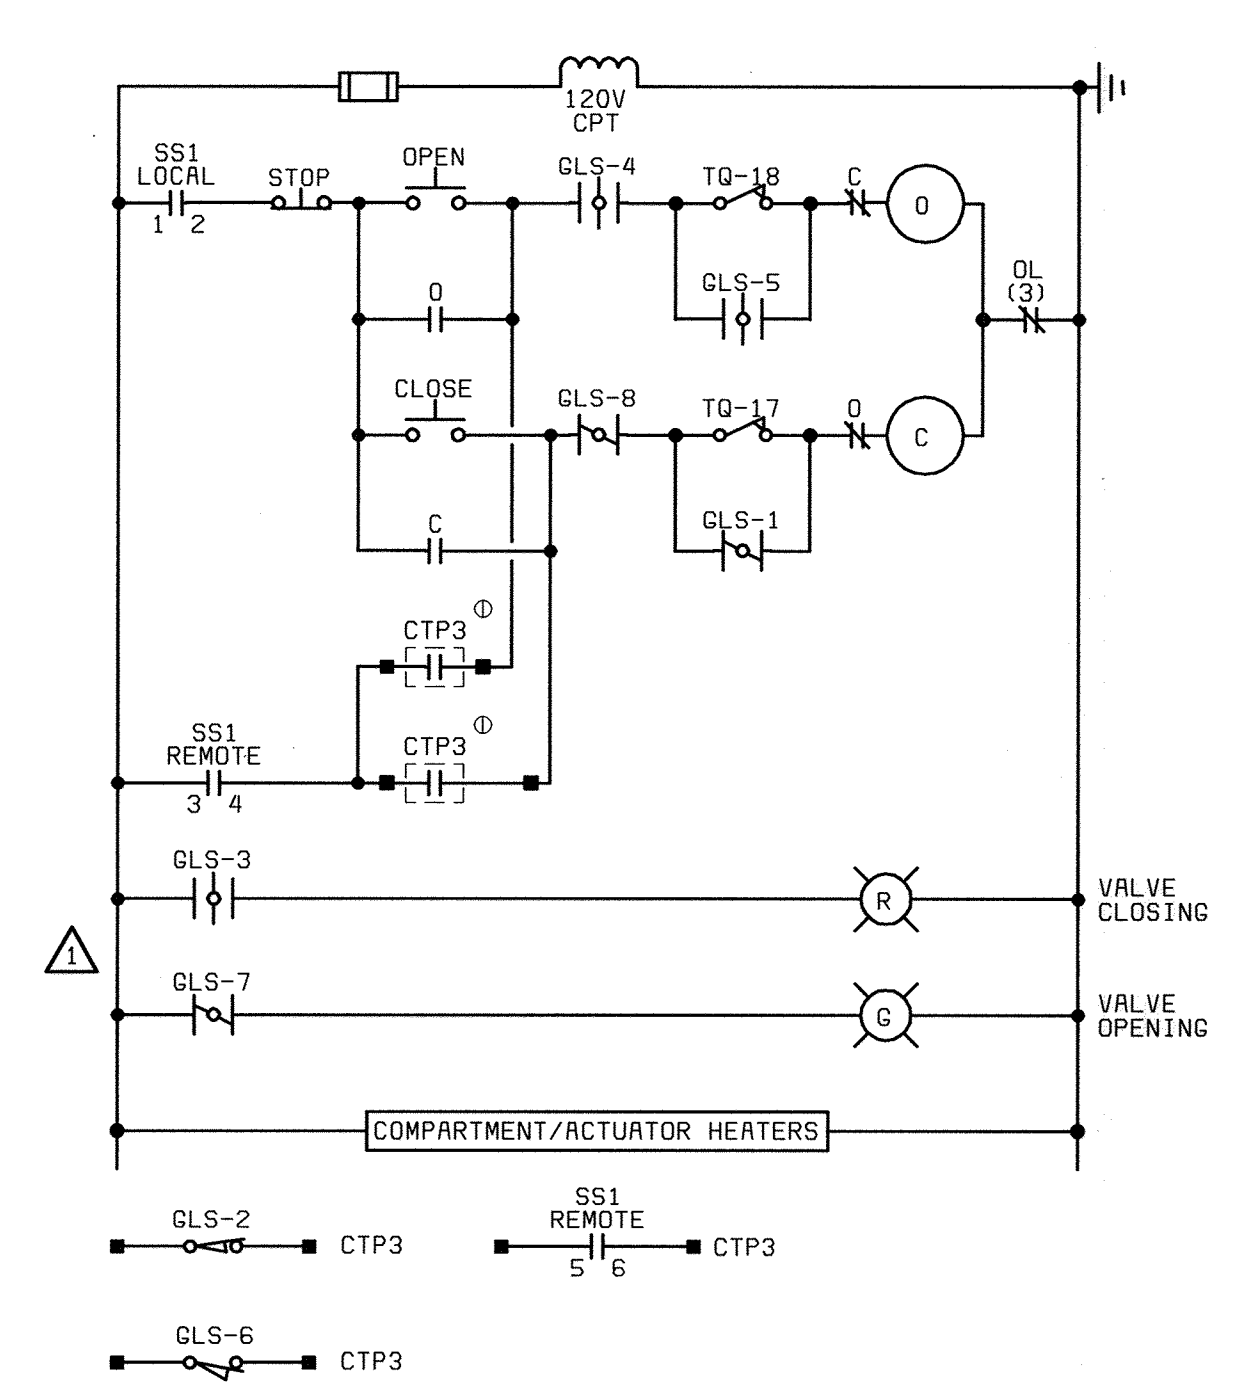 120V
CPT
SS1
LOCAL
1 2
STOP
OPEN
GLS-4
TQ-18
C
O
O
GLS-5
OL
(3)
CLOSE
GLS-8
TQ-17
O
C
C
GLS-1
CTP3
1
CTP3
1
SS1
REMOTE
3 4
GLS-3
R
VALVE
CLOSING
1
GLS-7
G
VALVE
OPENING
COMPARTMENT/ACTUATOR HEATERS
GLS-2
CTP3
SS1
REMOTE
5 6
CTP3
GLS-6
CTP3